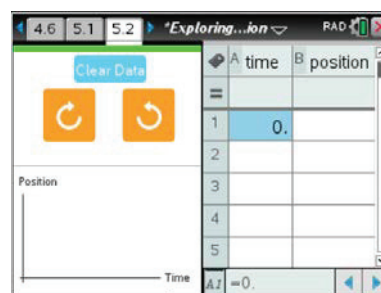 4.6 5.1 5.2 *Exploring...ion RAD
Clear Data
Position
Time
A time B position
=
1 0.
2
3
4
5
A1 =0.